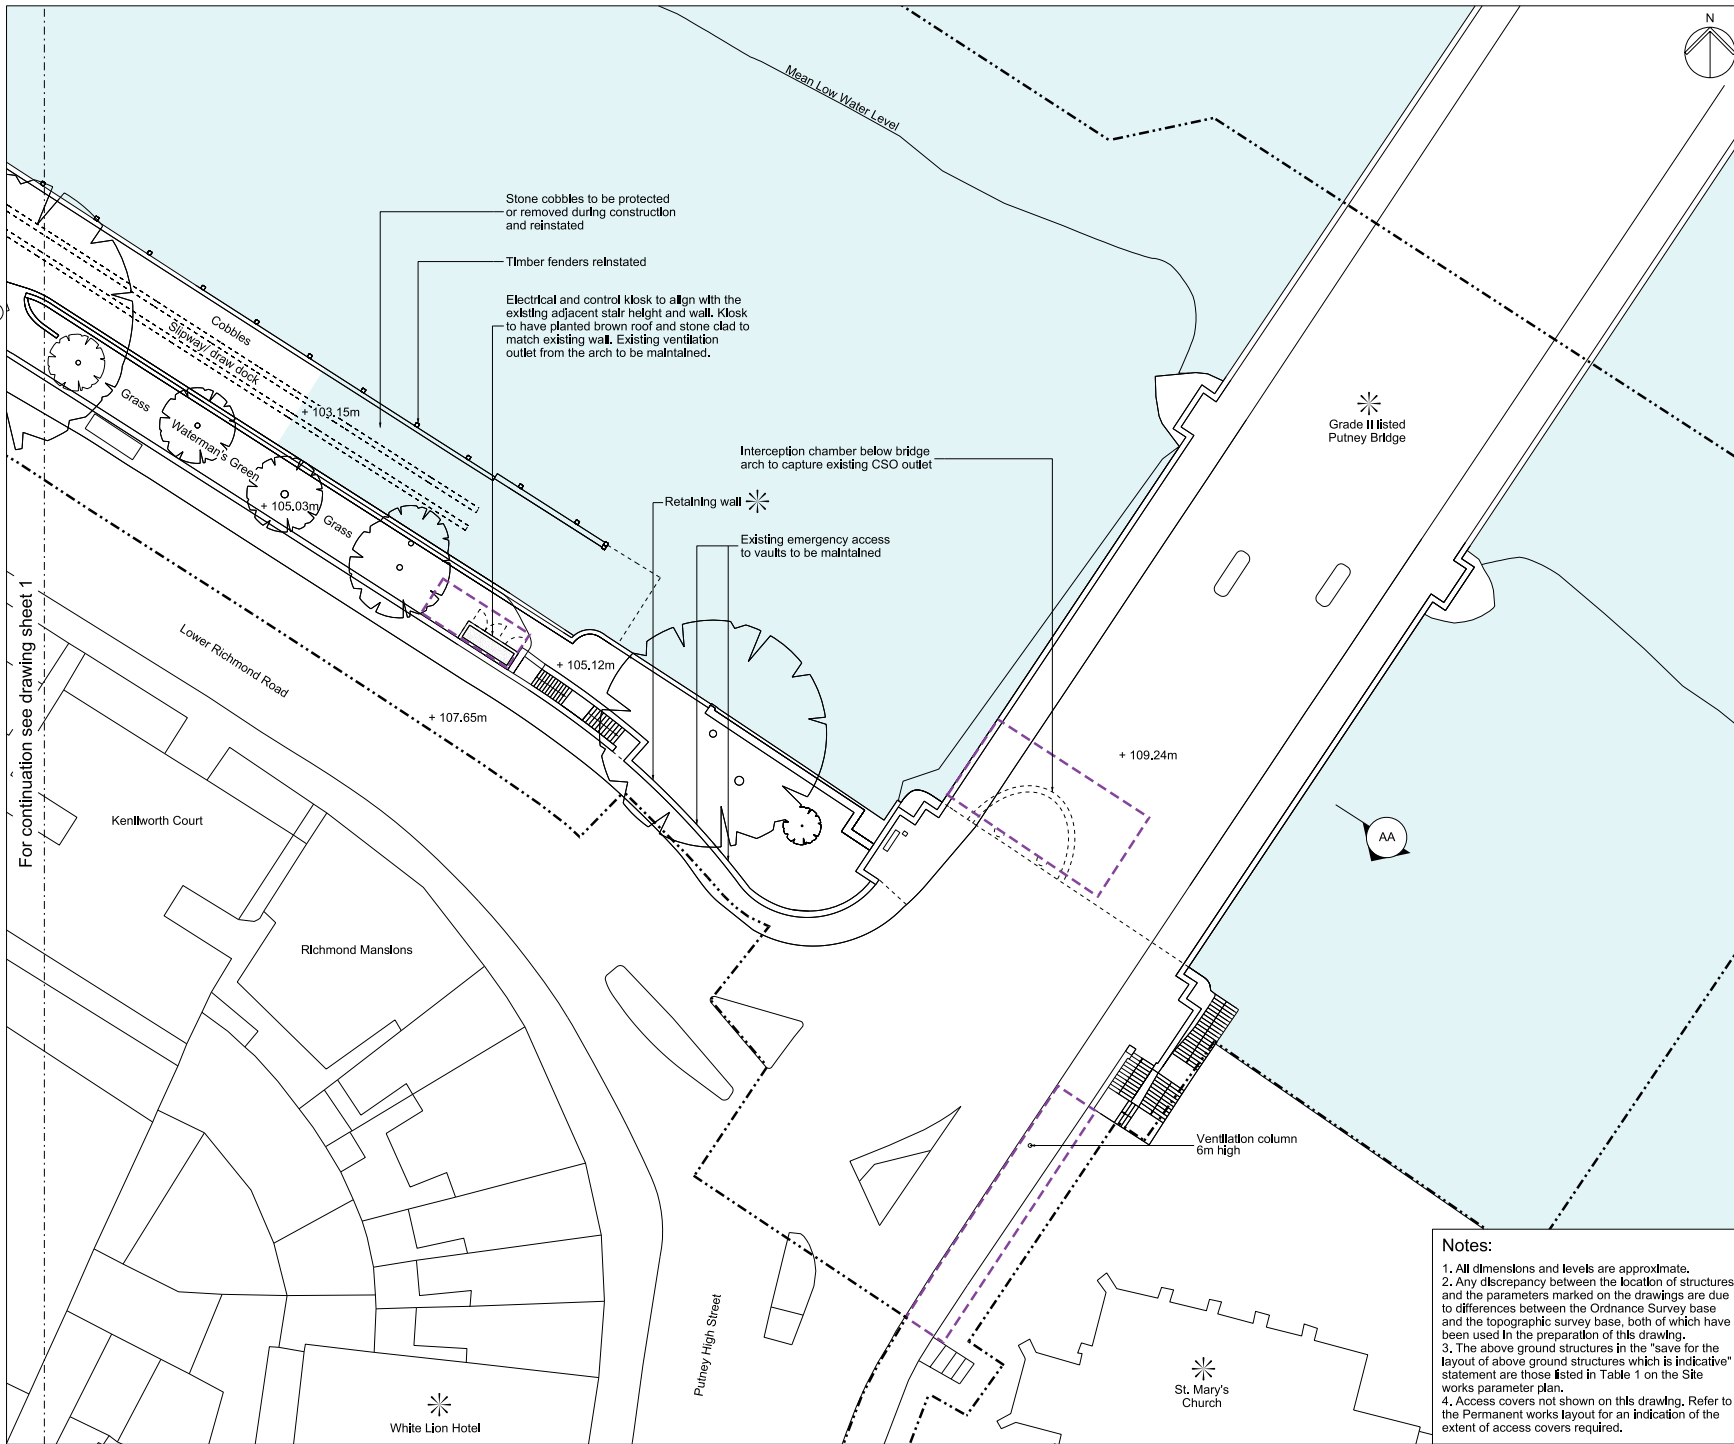 N
Mean Low Water Level
Stone cobbles to be protected
or removed during construction
and reinstated
Timber fenders reinstated
Electrical and control kiosk to align with the
existing adjacent stair height and wall. Kiosk
to have planted brown roof and stone clad to
match existing wall. Existing ventilation
outlet from the arch to be maintained.
Cobbles
Slipway/ draw dock
Grass
+ 103.15m
Waterman's Green
+ 105.03m
Grass
Grade II listed
Putney Bridge
Interception chamber below bridge
arch to capture existing CSO outlet
Retaining wall
Existing emergency access
to vaults to be maintained
For continuation see drawing sheet 1
Lower Richmond Road
+ 105.12m
+ 107.65m
+ 109.24m
Kenilworth Court
AA
Richmond Mansions
Ventilation column
6m high
Putney High Street
St. Mary's
Church
White Lion Hotel
Notes:
1. All dimensions and levels are approximate.
2. Any discrepancy between the location of structures
and the parameters marked on the drawings are due
to differences between the Ordnance Survey base
and the topographic survey base, both of which have
been used in the preparation of this drawing.
3. The above ground structures in the "save for the
layout of above ground structures which is indicative"
statement are those listed in Table 1 on the Site
works parameter plan.
4. Access covers not shown on this drawing. Refer to
the Permanent works layout for an indication of the
extent of access covers required.